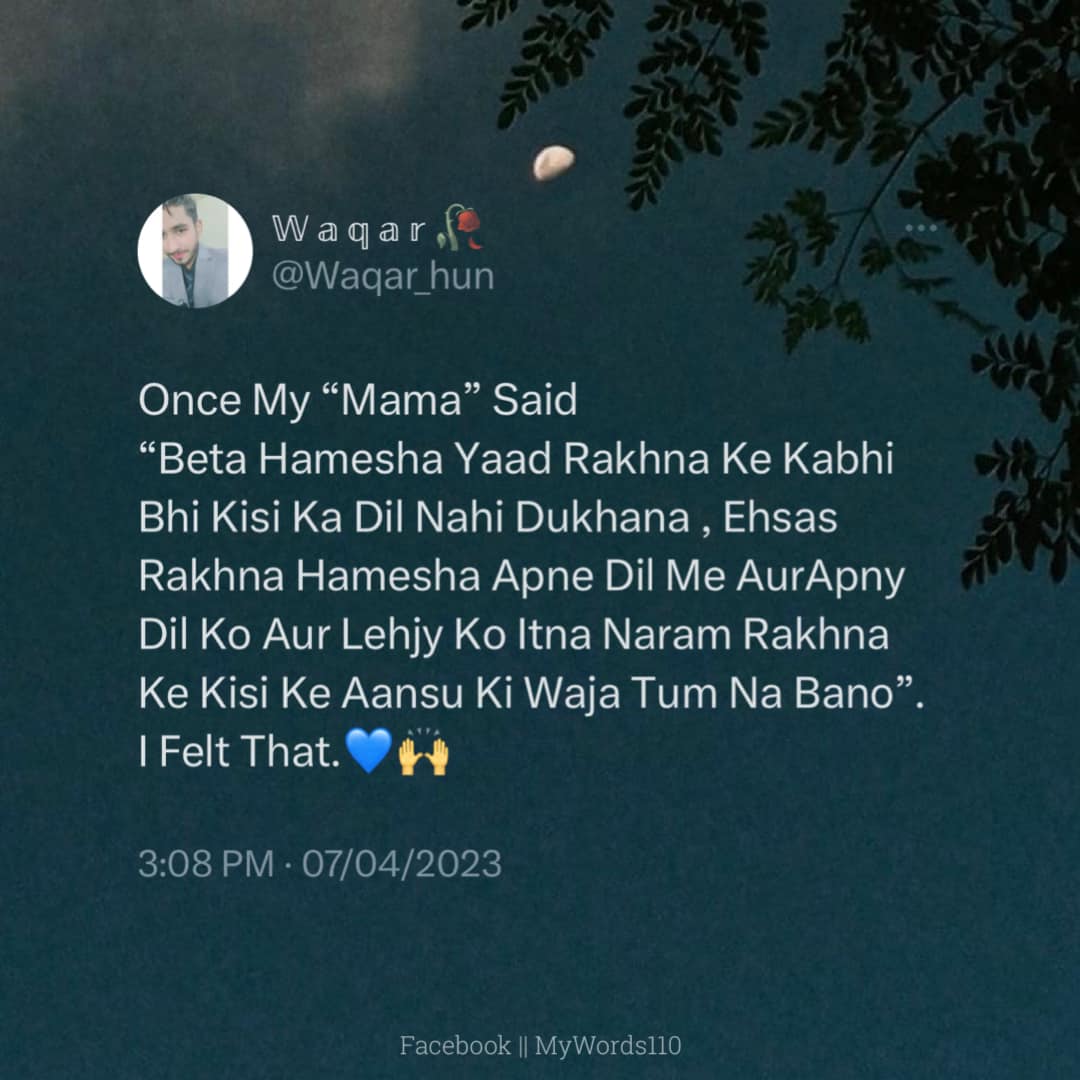 𝕎𝕒𝕢𝕒𝕣🥀
@Waqar_hun
Once My “Mama” Said
“Beta Hamesha Yaad Rakhna Ke Kabhi
Bhi Kisi Ka Dil Nahi Dukhana , Ehsas
Rakhna Hamesha Apne Dil Me AurApny
Dil Ko Aur Lehjy Ko Itna Naram Rakhna
Ke Kisi Ke Aansu Ki Waja Tum Na Bano”.
I Felt That.💙🙌
3:08 PM · 07/04/2023
Facebook || MyWords110